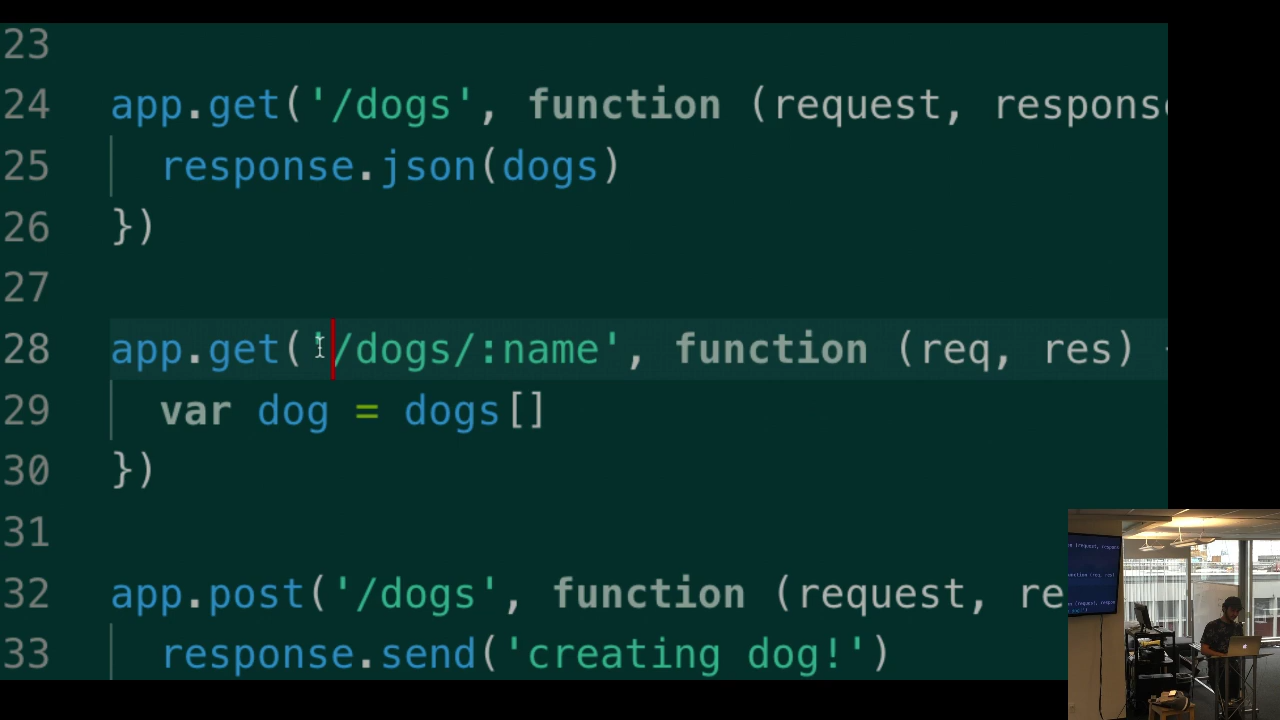 23
24 app.get('/dogs', function (request, response
25 response.json(dogs)
26 })
27
28 app.get('/dogs/:name', function (req, res) {
29 var dog = dogs[]
30 })
31
32 app.post('/dogs', function (request, re
33 response.send('creating dog!')